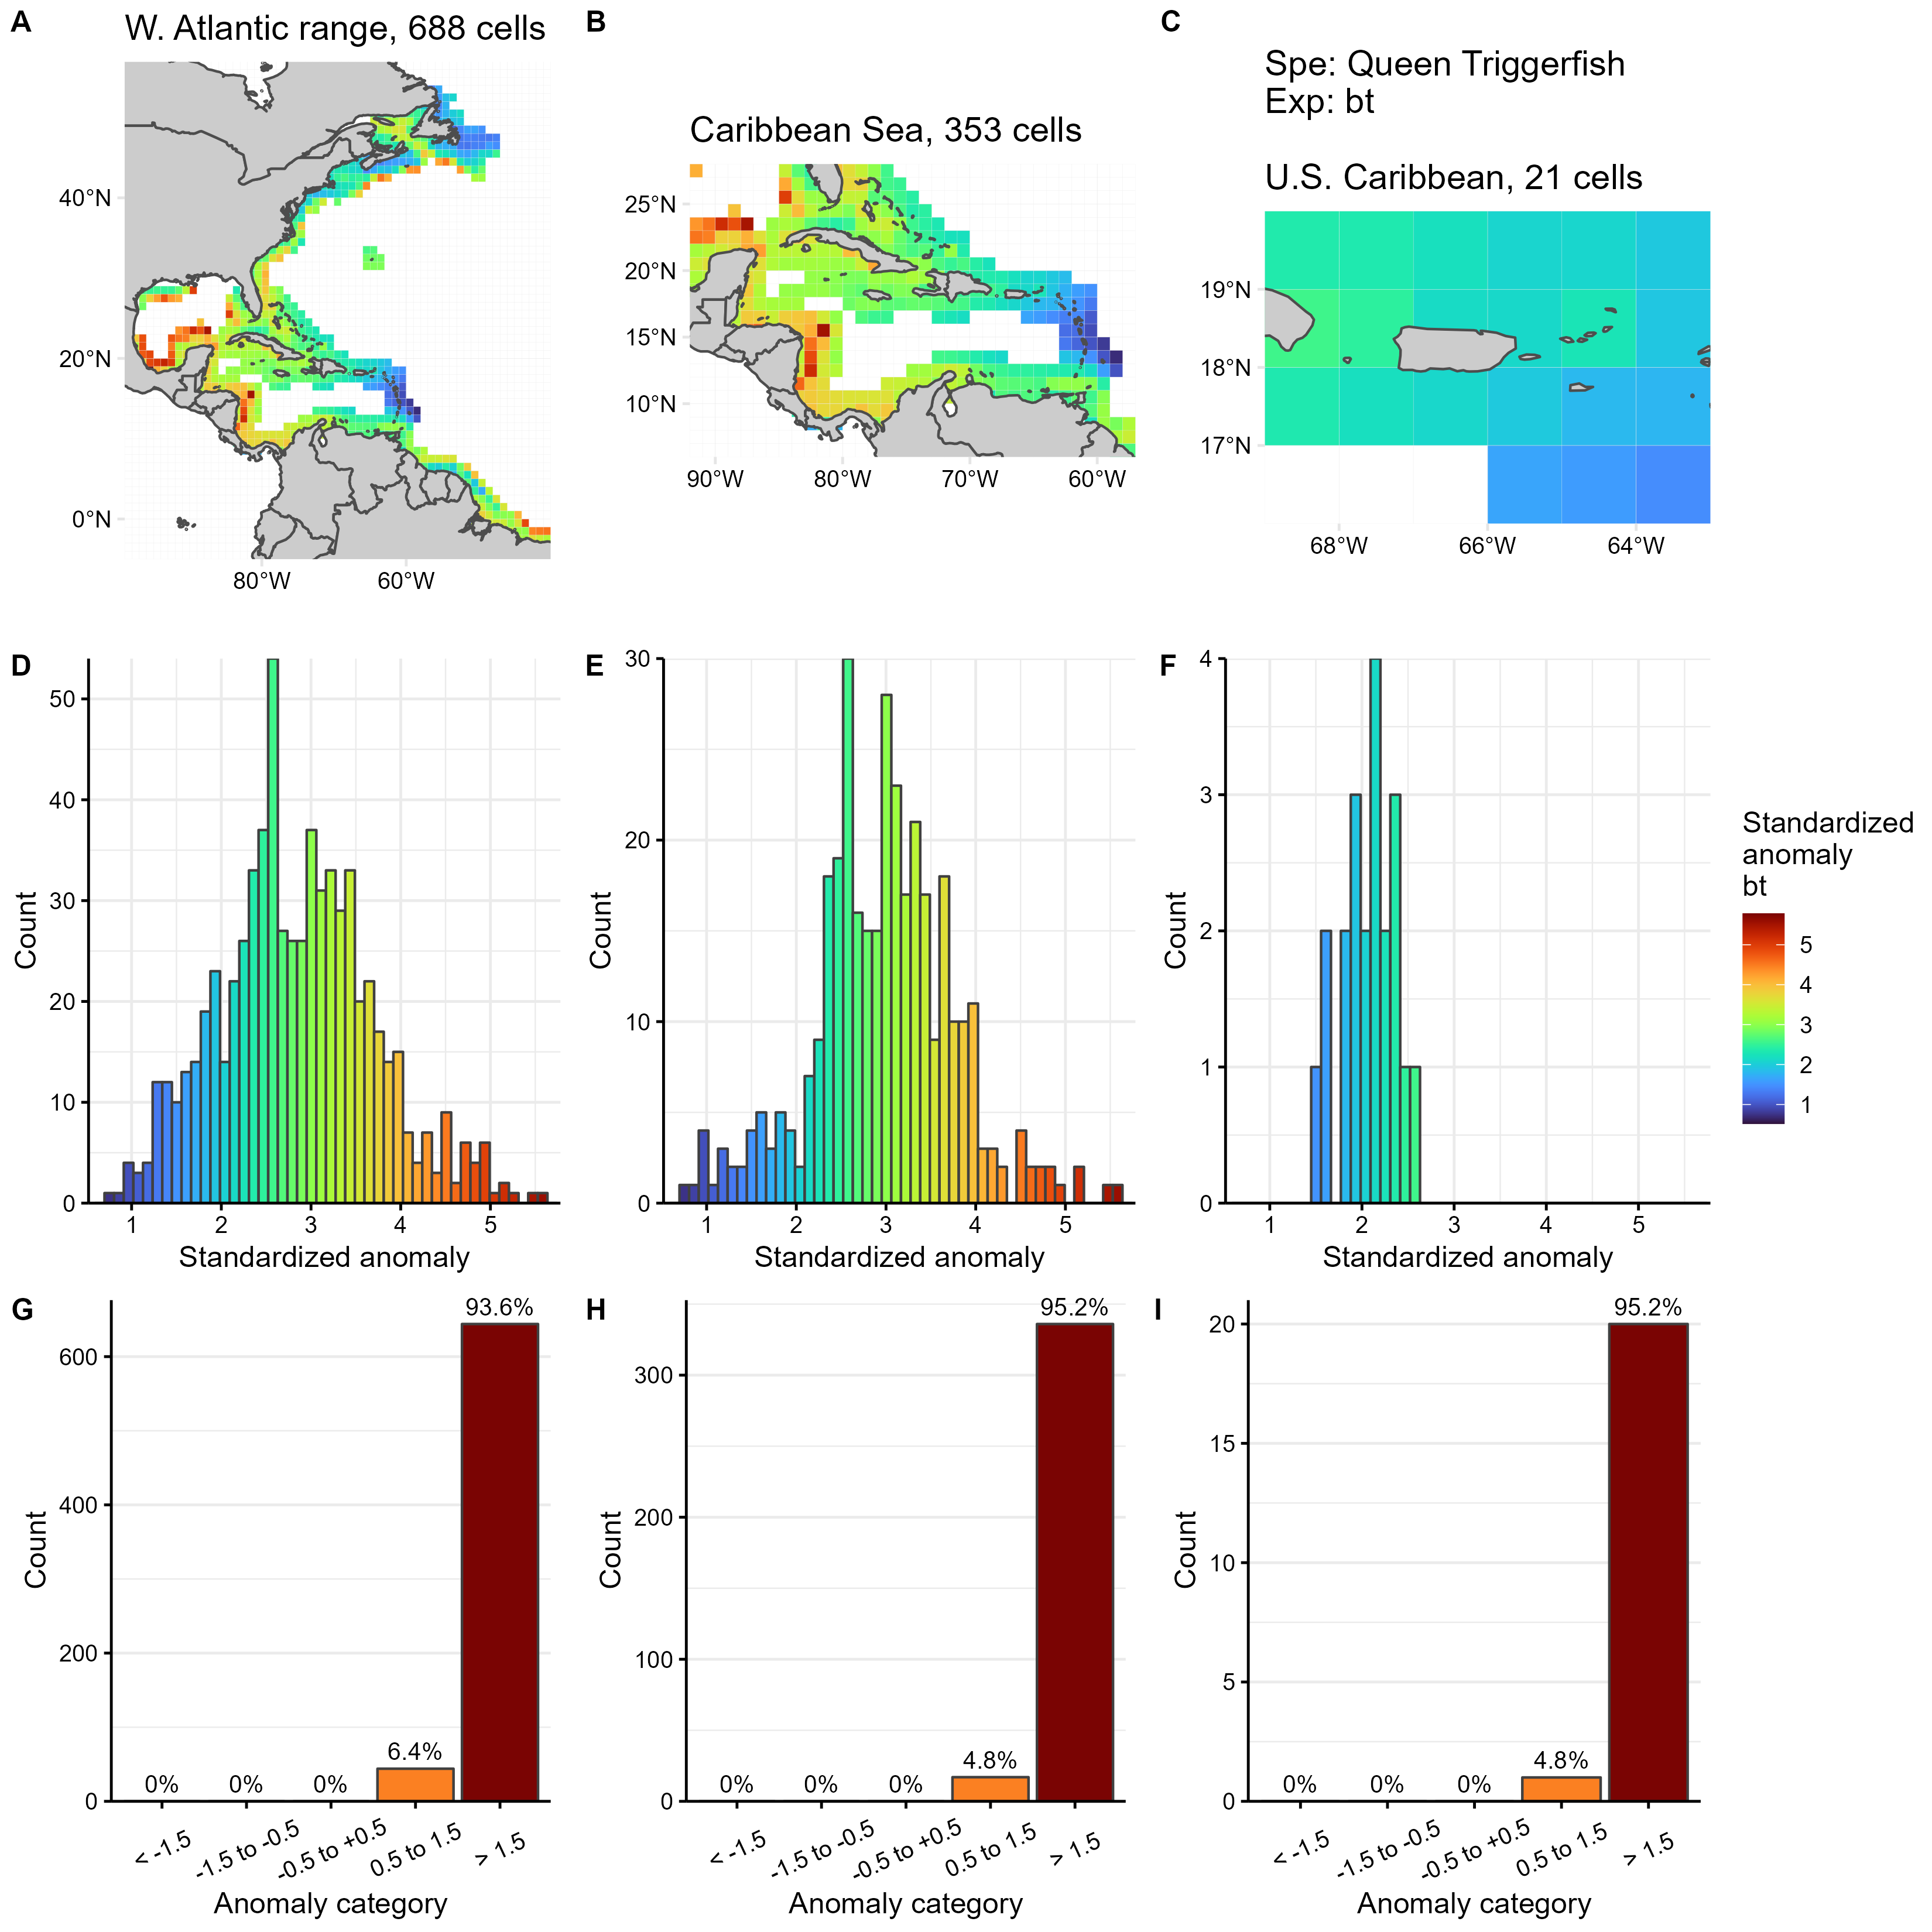 A
W. Atlantic range, 688 cells
40°N
20°N
0°N
80°W
60°W
B
Caribbean Sea, 353 cells
25°N
20°N
15°N
10°N
90°W
80°W
70°W
60°W
C
Spe: Queen Triggerfish
Exp: bt
U.S. Caribbean, 21 cells
19°N
18°N
17°N
68°W
66°W
64°W
D
Count
50
40
30
20
10
0
1
2
3
4
5
Standardized anomaly
E
Count
30
20
10
0
1
2
3
4
5
Standardized anomaly
F
Count
4
3
2
1
0
1
2
3
4
5
Standardized anomaly
Standardized
anomaly
bt
5
4
3
2
1
G
Count
600
400
200
0
0%
0%
0%
6.4%
93.6%
< -1.5
-1.5 to -0.5
-0.5 to +0.5
0.5 to 1.5
> 1.5
Anomaly category
H
Count
300
200
100
0
0%
0%
0%
4.8%
95.2%
< -1.5
-1.5 to -0.5
-0.5 to +0.5
0.5 to 1.5
> 1.5
Anomaly category
I
Count
20
15
10
5
0
0%
0%
0%
4.8%
95.2%
< -1.5
-1.5 to -0.5
-0.5 to +0.5
0.5 to 1.5
> 1.5
Anomaly category